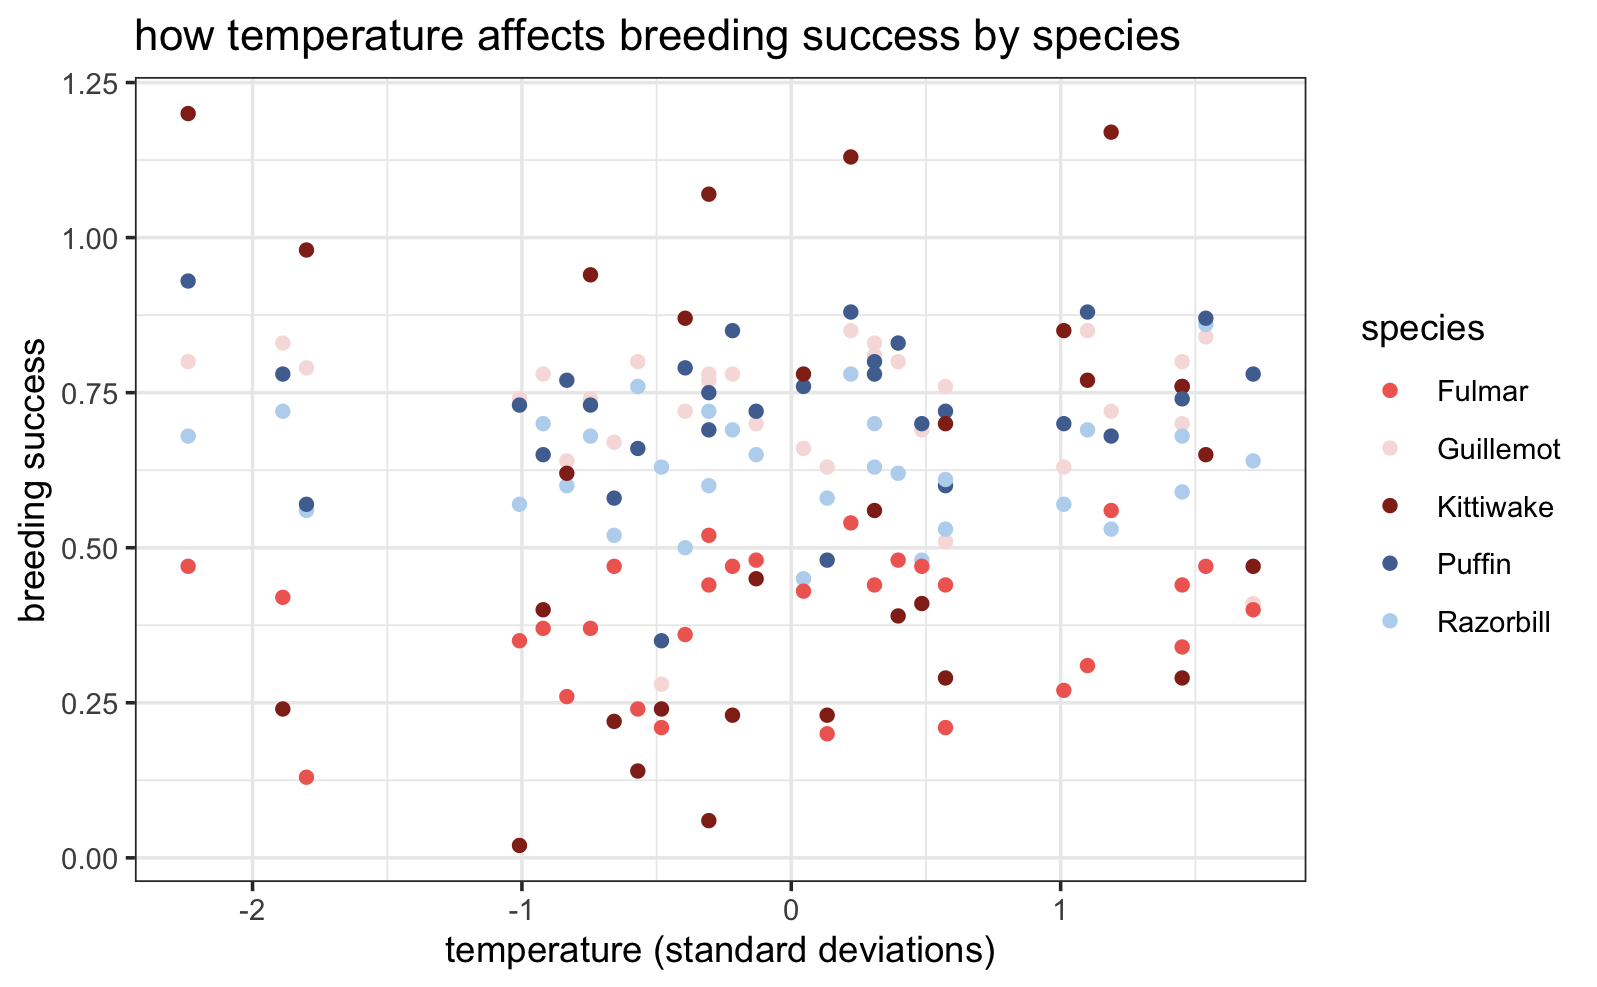 how temperature affects breeding success by species
1.25
1.00
0.75
0.50
0.25
0.00
breeding success
-2
-1
0
1
temperature (standard deviations)
species
Fulmar
Guillemot
Kittiwake
Puffin
Razorbill